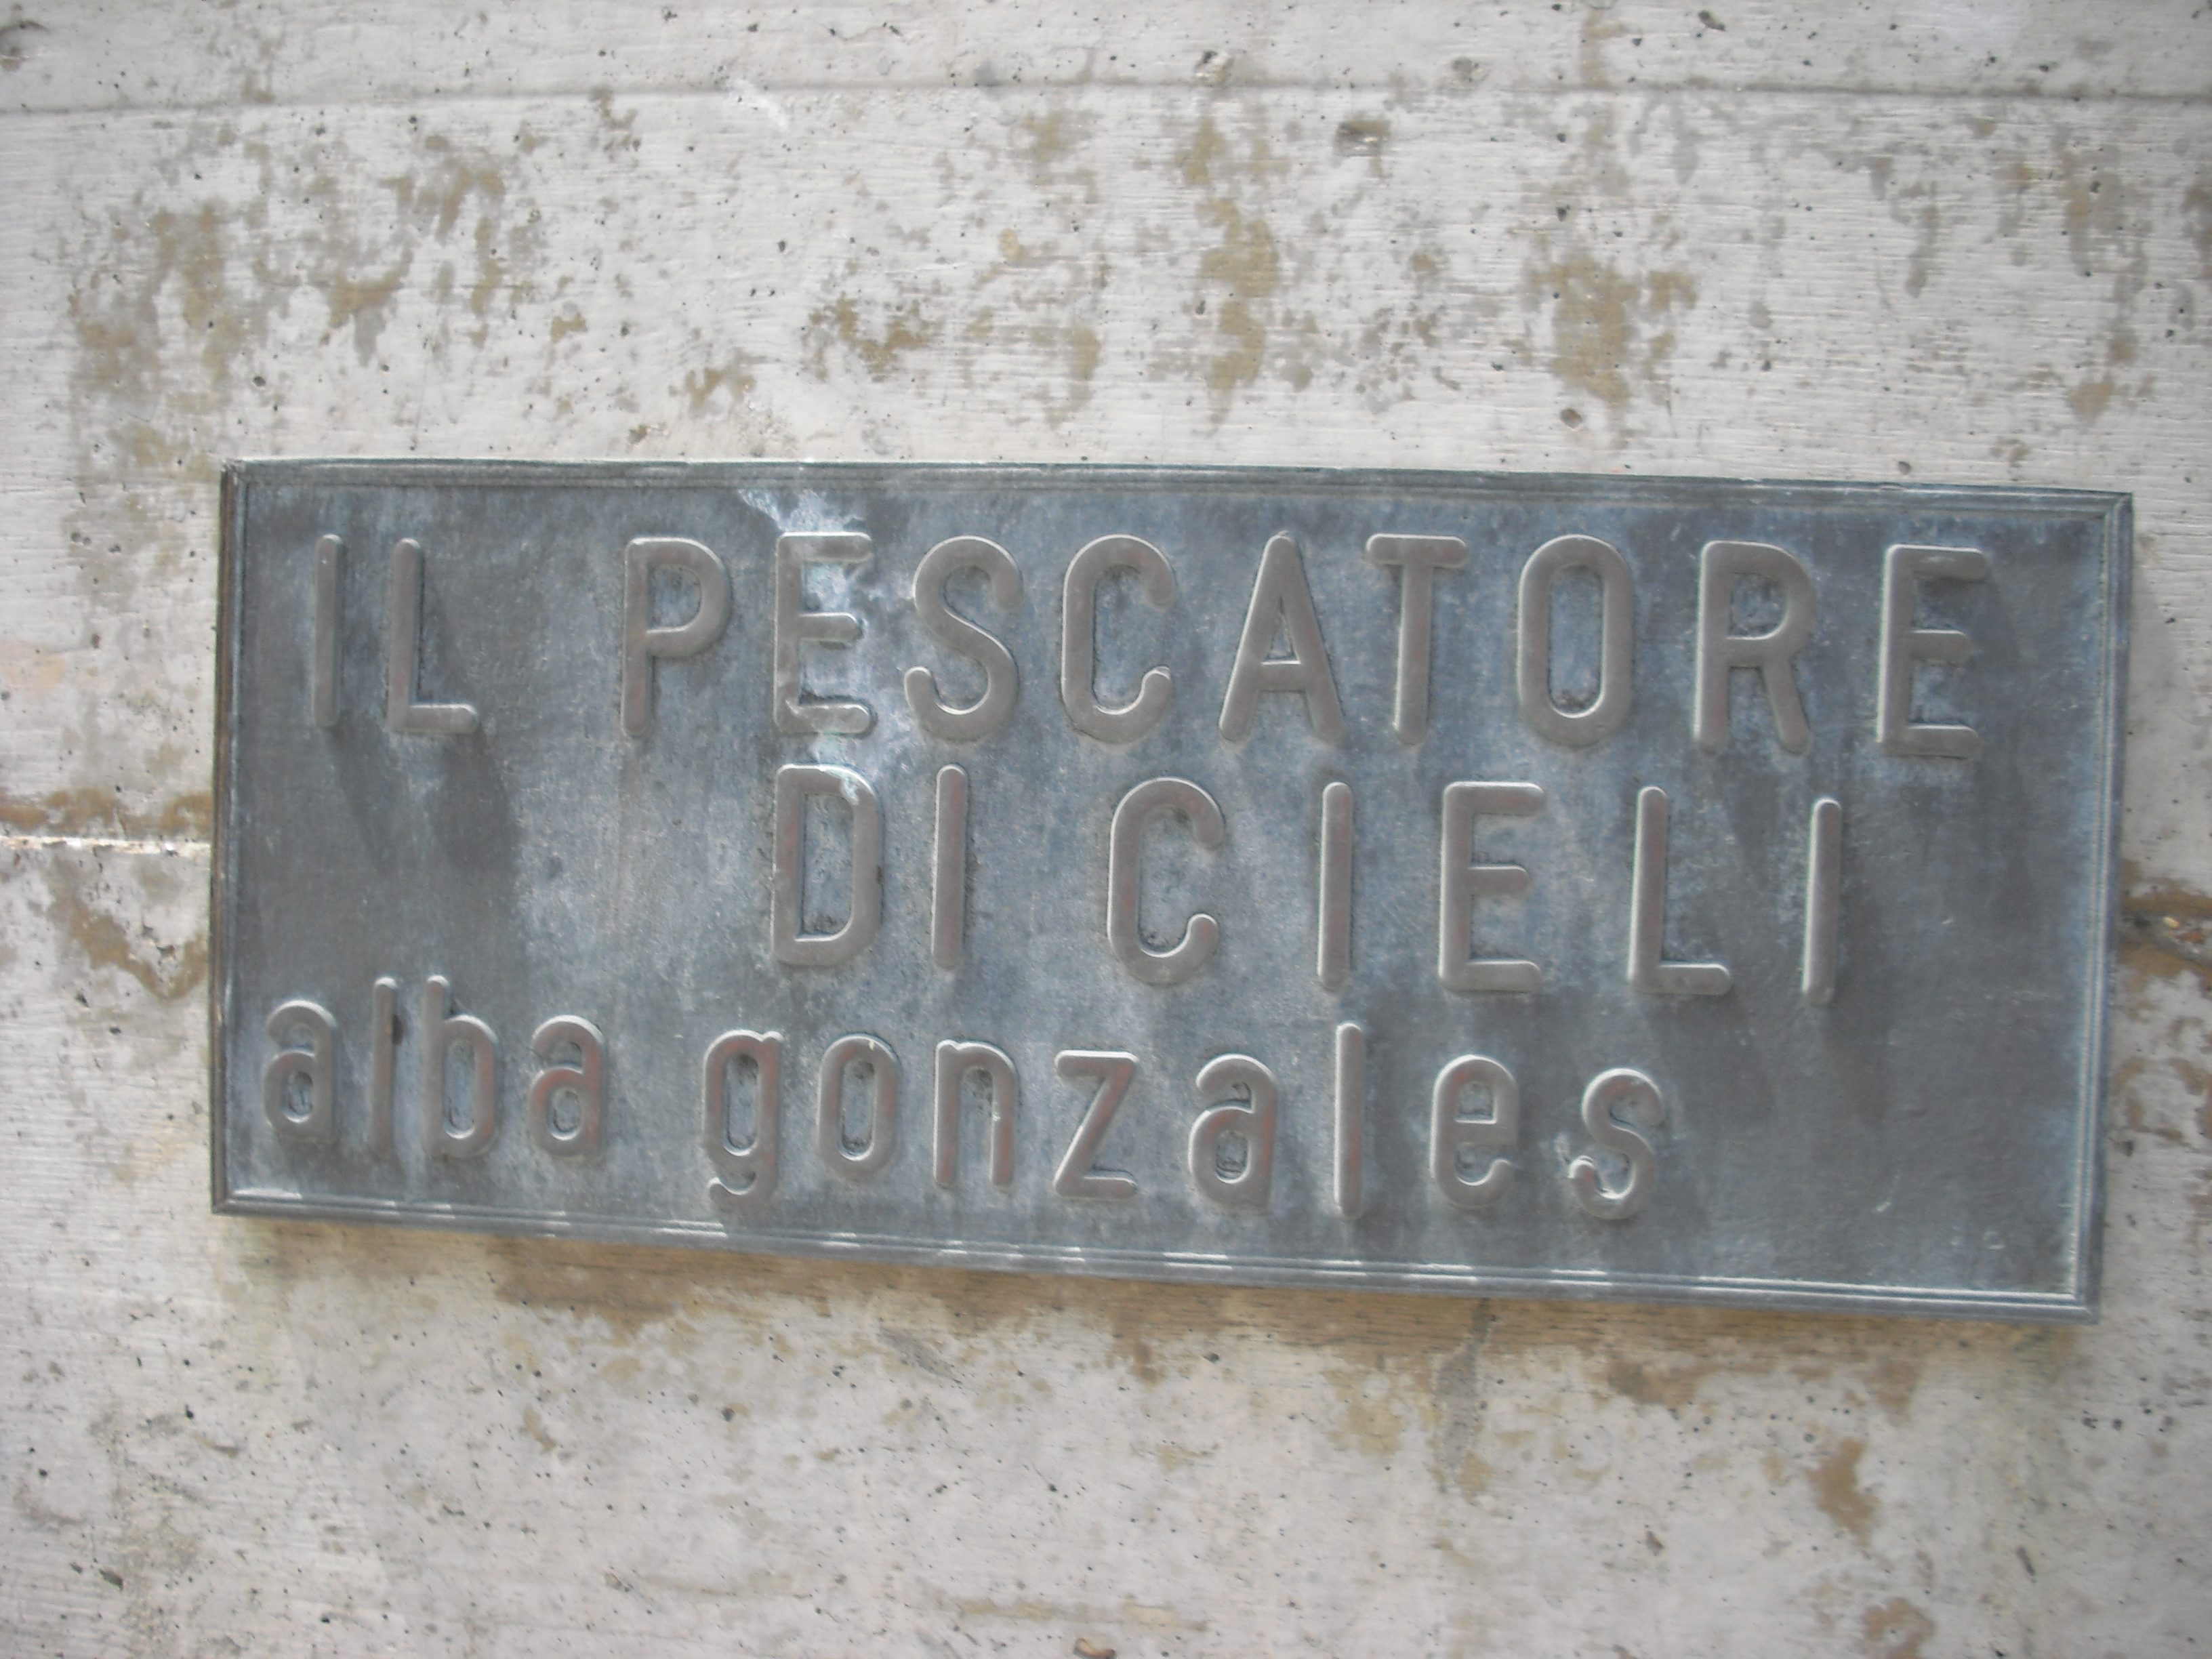 IL PESCATORE
DI CIELI
alba gonzales